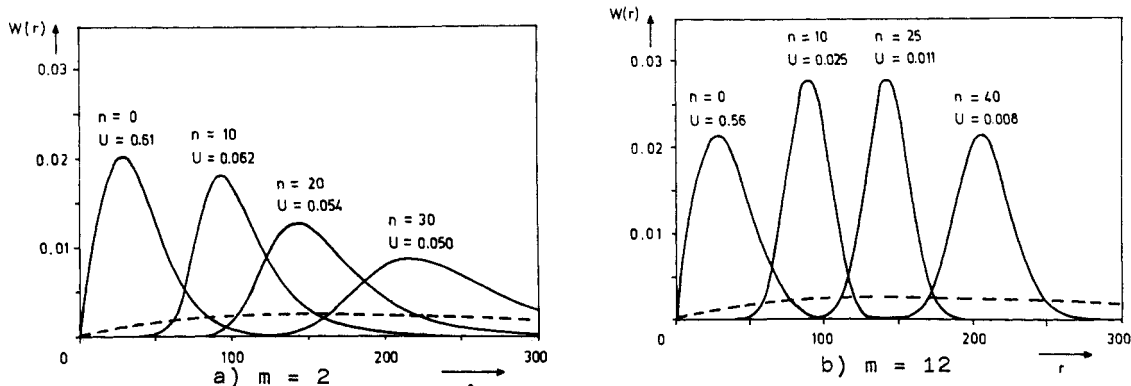 W(r)
0.03
0.02
0.01
n = 0
U = 0.61
n = 10
U = 0.062
n = 20
U = 0.054
n = 30
U = 0.050
0
100
200
300
a) m = 2
W(r)
0.03
0.02
0.01
n = 0
U = 0.56
n = 10
U = 0.025
n = 25
U = 0.011
n = 40
U = 0.008
0
100
200
300
r
b) m = 12